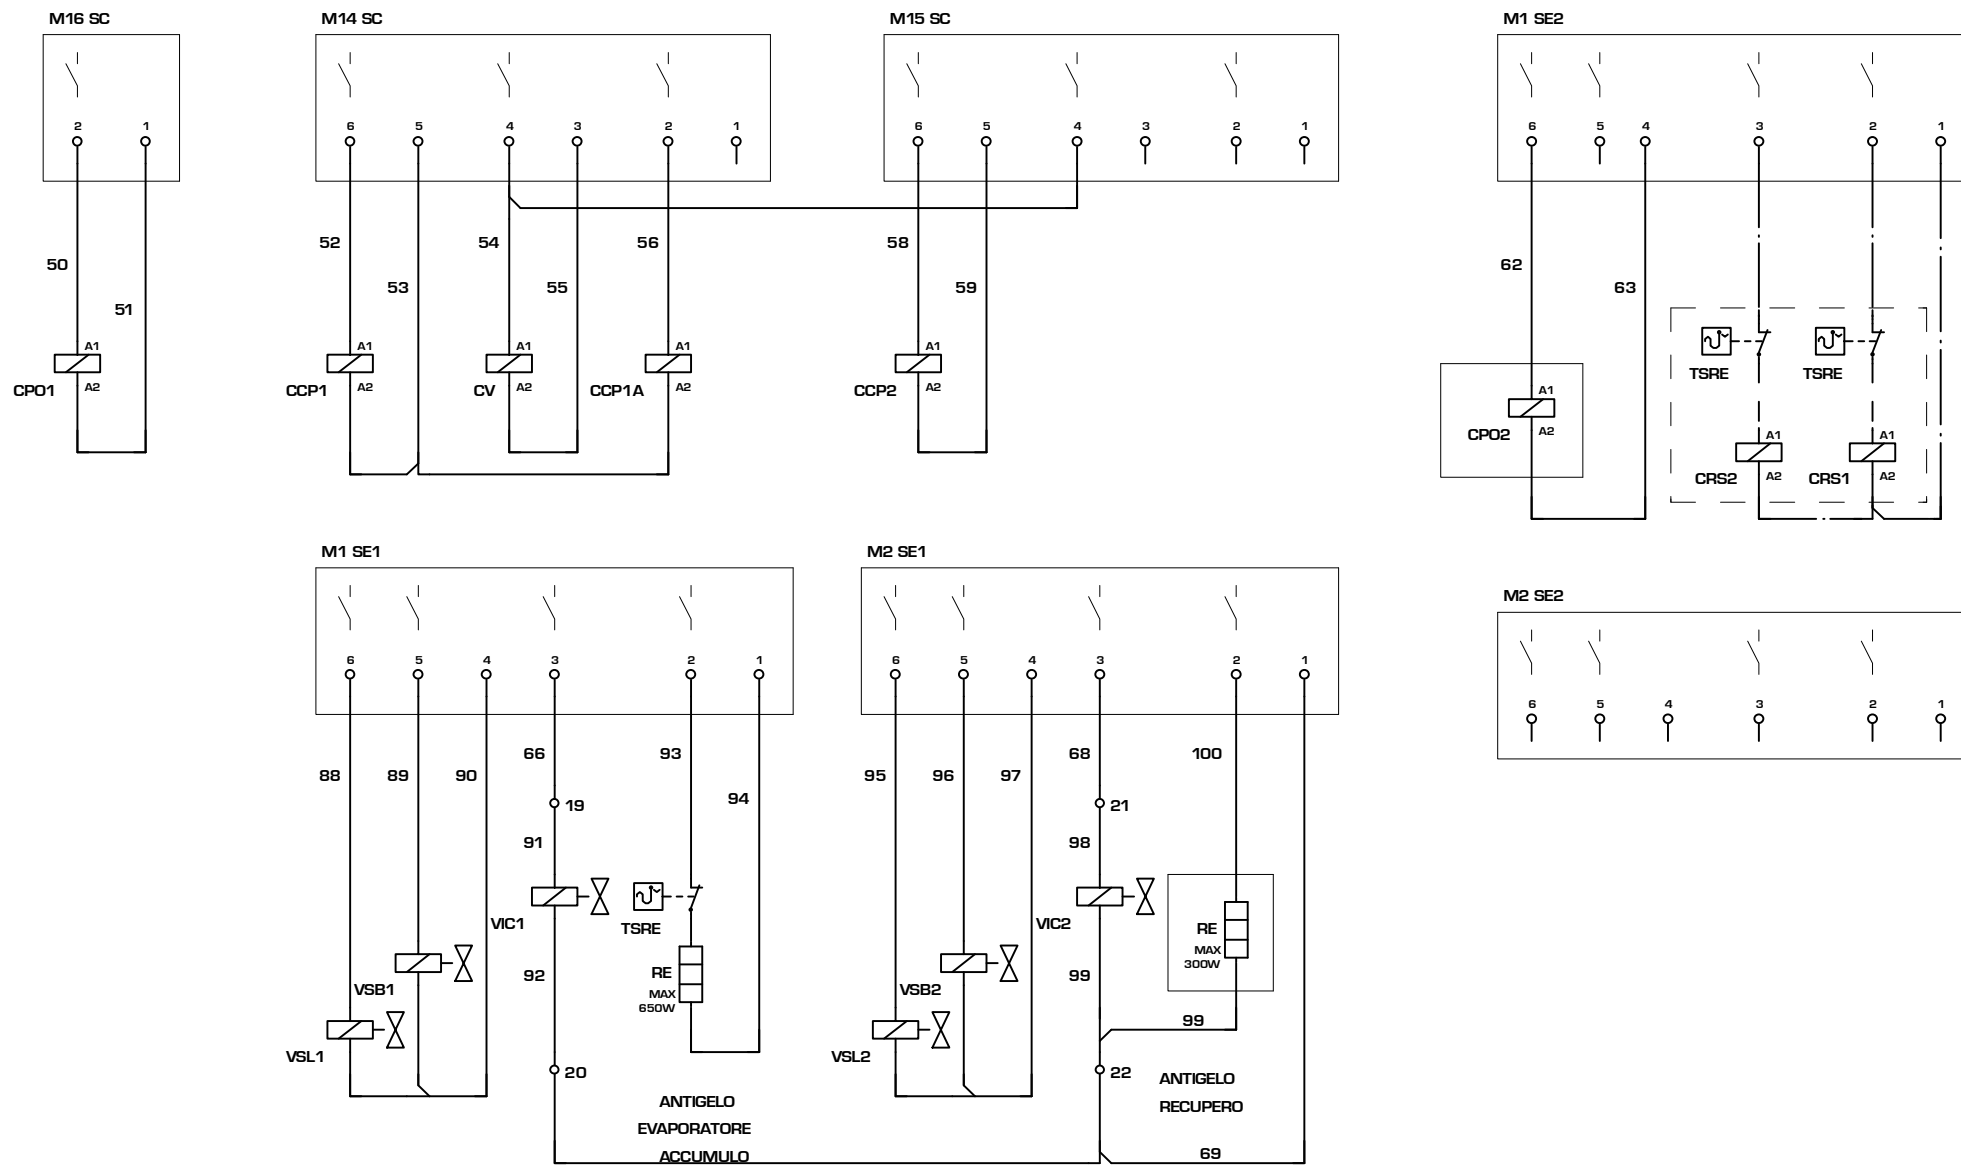 M16 SC
M14 SC
M15 SC
M1 SE2
2 1
6 5 4 3 2 1
6 5 4 3 2 1
6 5 4 3 2 1
50
51
52
53
54
55
56
58
59
62
63
A1
CPO1 A2
A1
CCP1 A2
A1
CV A2
A1
CCP1A A2
A1
CCP2 A2
A1
CPO2 A2
TSRE
TSRE
A1
CRS2 A2
A1
CRS1 A2
M1 SE1
M2 SE1
M2 SE2
6 5 4 3 2 1
6 5 4 3 2 1
6 5 4 3 2 1
66
93
88
89
90
94
19
91
VIC1
TSRE
92
RE
MAX
650W
VSB1
VSL1
20
ANTIGELO
EVAPORATORE
ACCUMULO
68
100
95
96
97
21
98
VIC2
RE
MAX
300W
99
VSB2
99
VSL2
22
ANTIGELO
RECUPERO
69